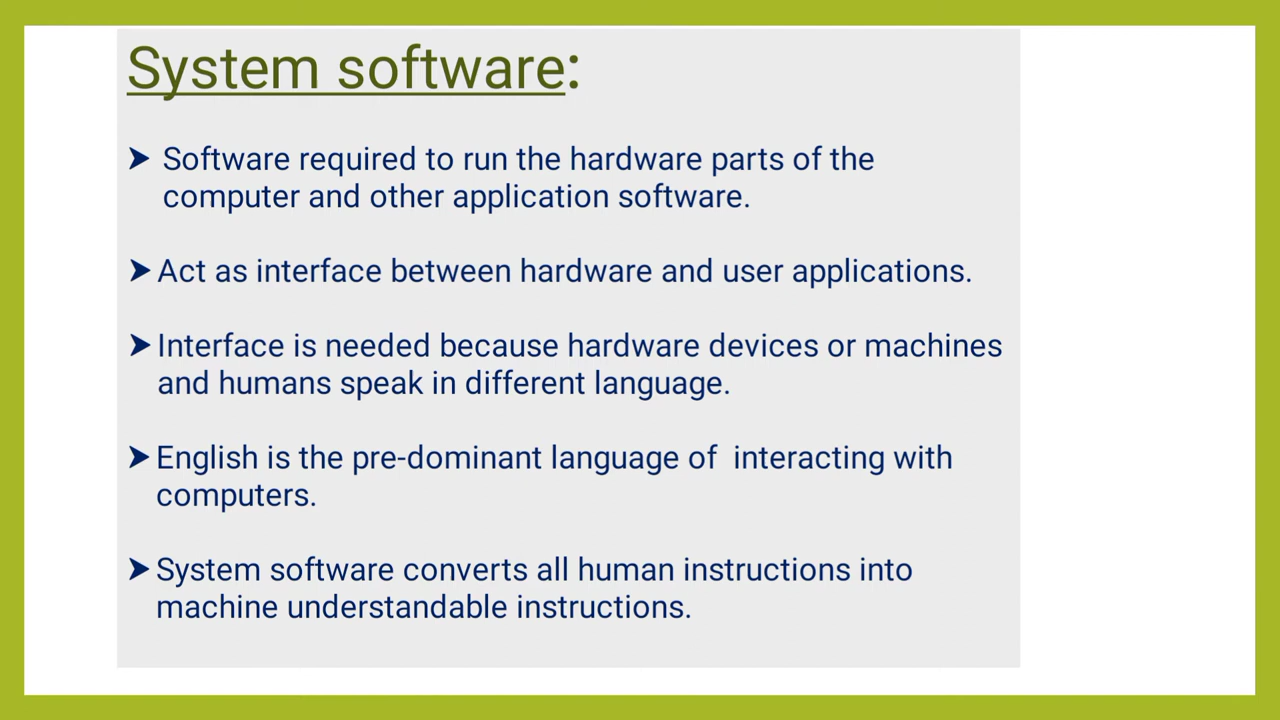 System software:
➤ Software required to run the hardware parts of the
computer and other application software.
➤ Act as interface between hardware and user applications.
➤ Interface is needed because hardware devices or machines
and humans speak in different language.
➤ English is the pre-dominant language of  interacting with
computers.
➤ System software converts all human instructions into
machine understandable instructions.